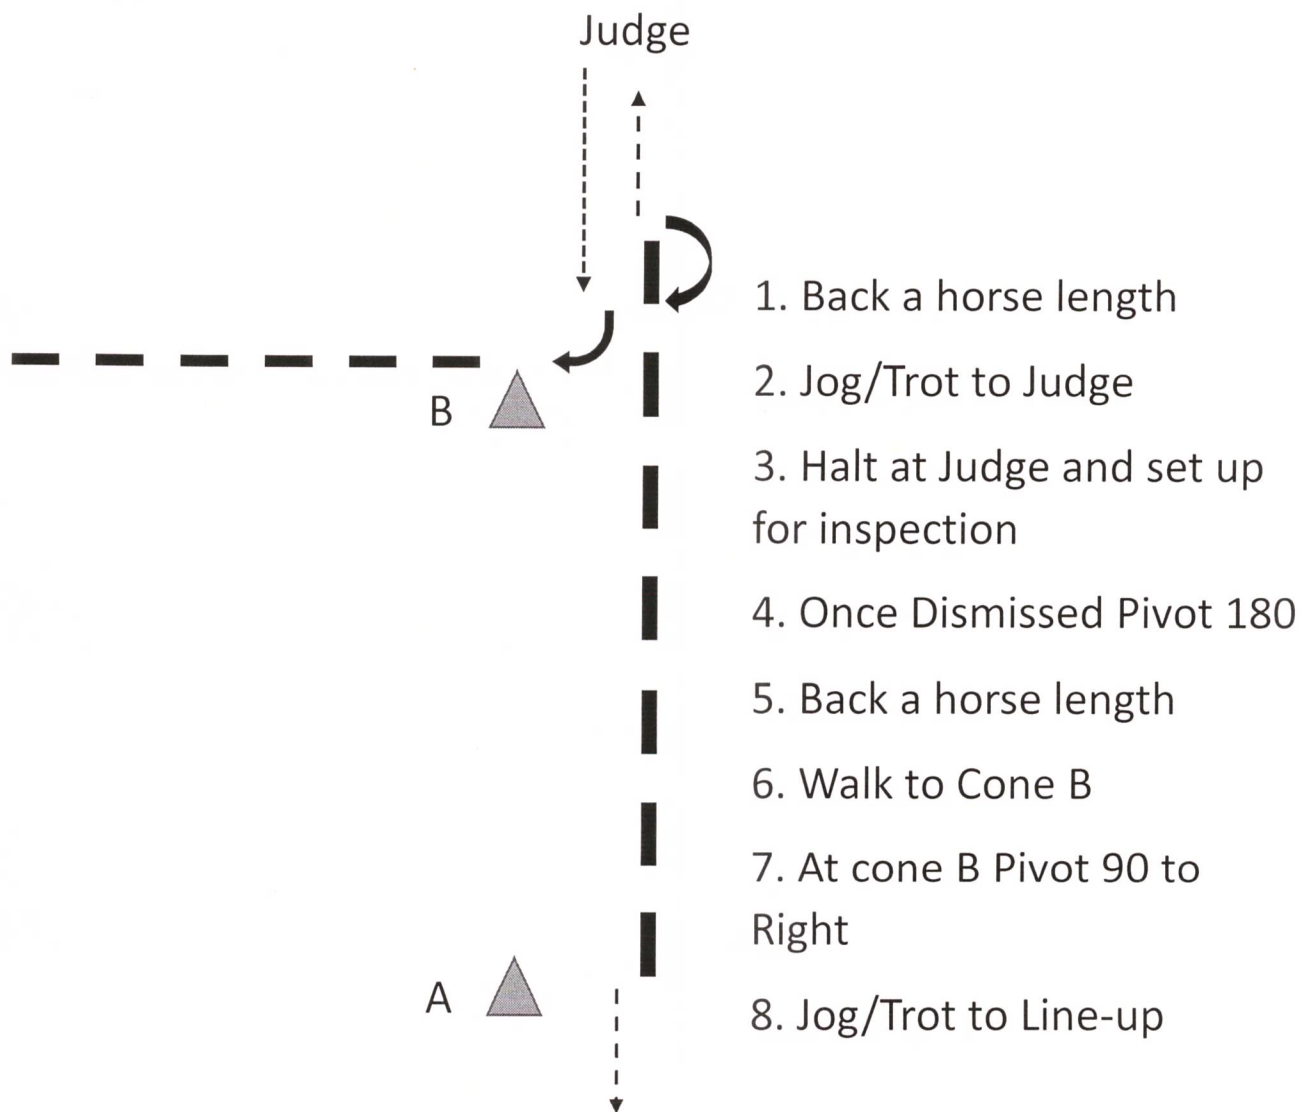 Judge
1. Back a horse length
2. Jog/Trot to Judge
B
3. Halt at Judge and set up
for inspection
4. Once Dismissed Pivot 180
5. Back a horse length
6. Walk to Cone B
7. At cone B Pivot 90 to
Right
A
8. Jog/Trot to Line-up